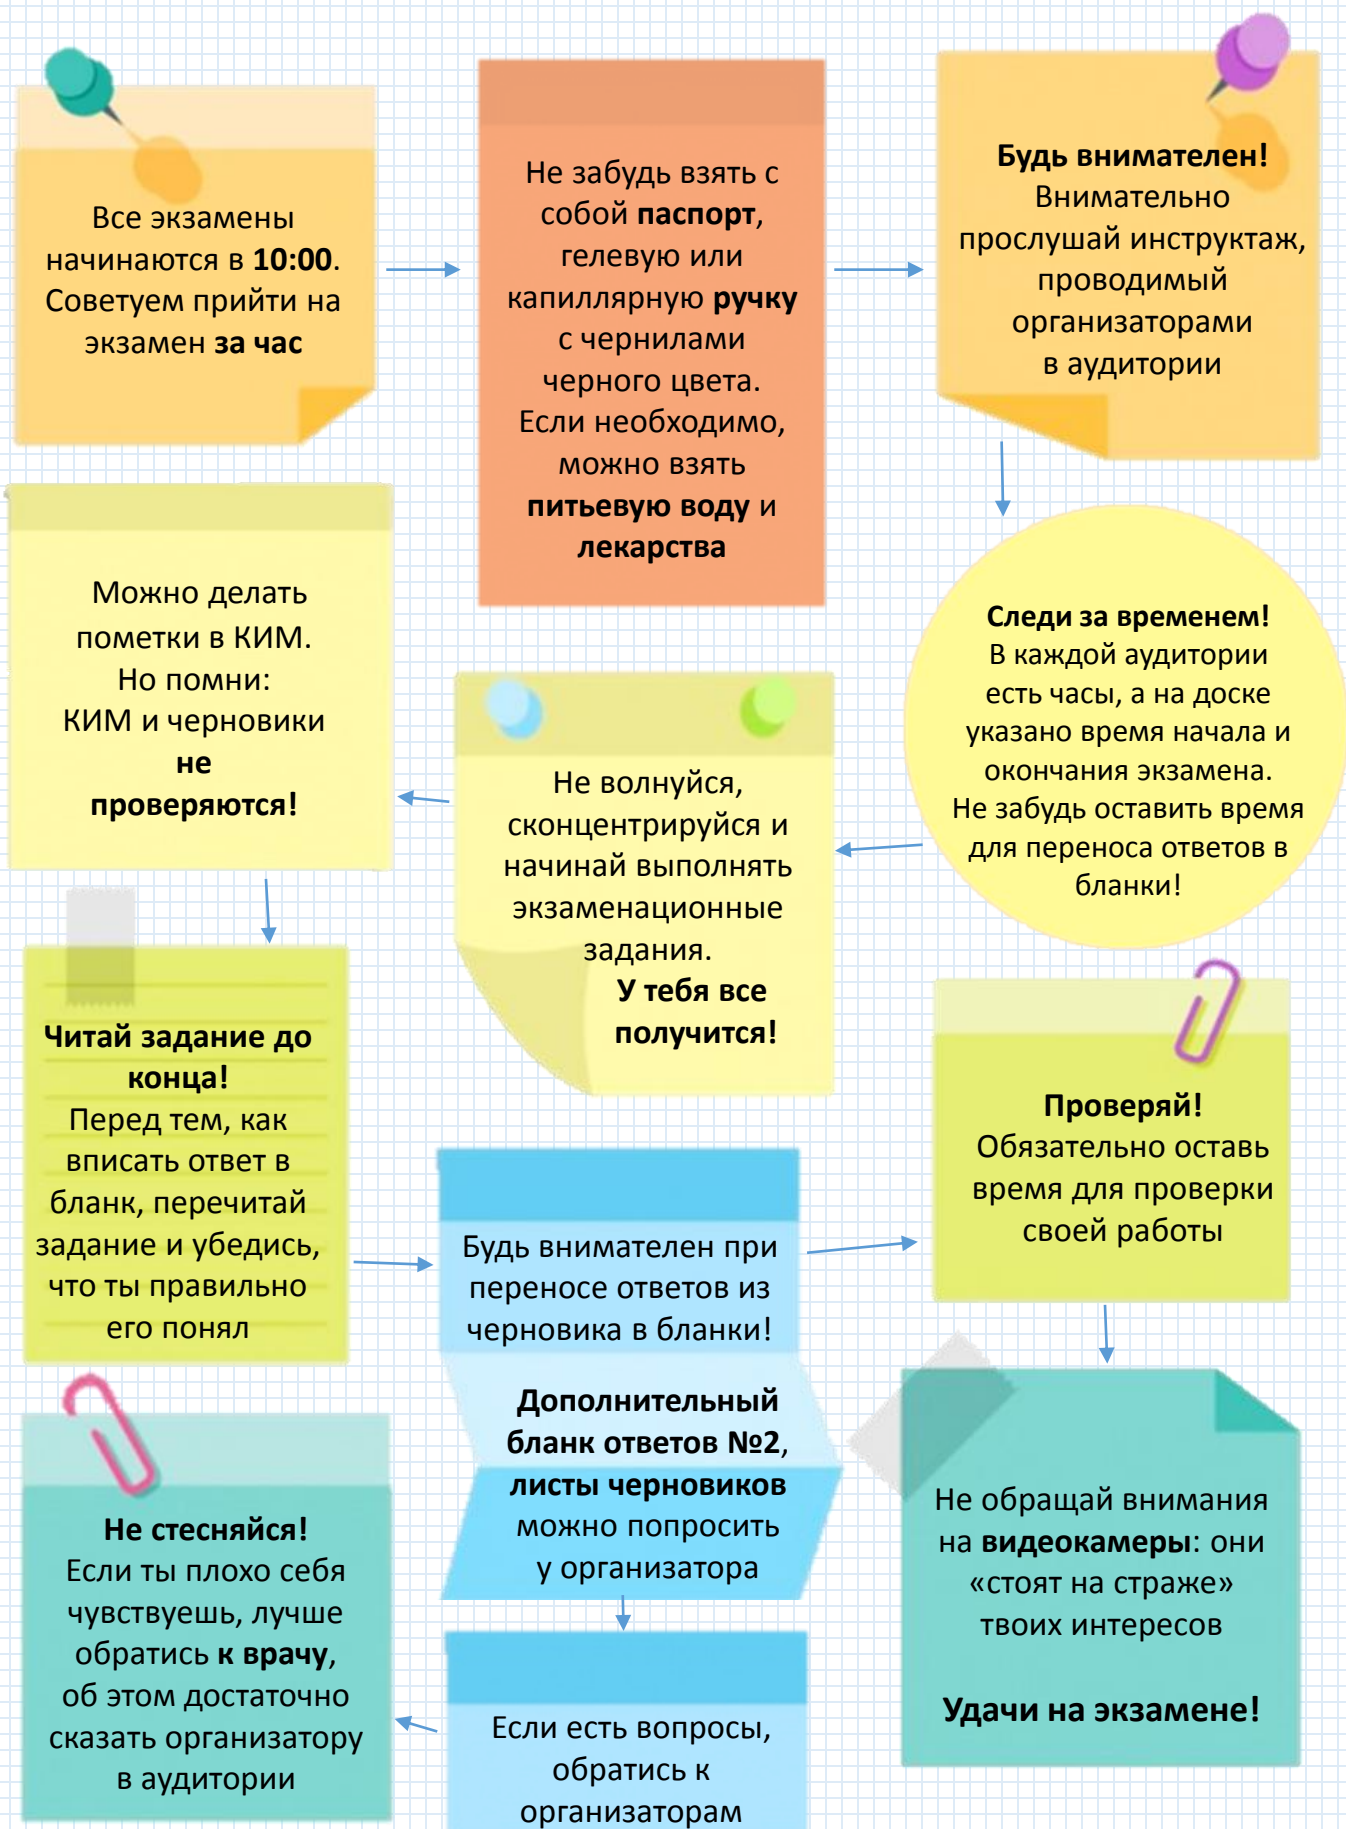 Все экзамены
начинаются в 10:00.
Советуем прийти на
экзамен за час
Не забудь взять с
собой паспорт,
гелевую или
капиллярную ручку
с чернилами
черного цвета.
Если необходимо,
можно взять
питьевую воду и
лекарства
Будь внимателен!
Внимательно
прослушай инструктаж,
проводимый
организаторами
в аудитории
Следи за временем!
В каждой аудитории
есть часы, а на доске
указано время начала и
окончания экзамена.
Не забудь оставить время
для переноса ответов в
бланки!
Не волнуйся,
сконцентрируйся и
начинай выполнять
экзаменационные
задания.
У тебя все
получится!
Можно делать
пометки в КИМ.
Но помни:
КИМ и черновики
не
проверяются!
Читай задание до
конца!
Перед тем, как
вписать ответ в
бланк, перечитай
задание и убедись,
что ты правильно
его понял
Будь внимателен при
переносе ответов из
черновика в бланки!
Дополнительный
бланк ответов №2,
листы черновиков
можно попросить
у организатора
Проверяй!
Обязательно оставь
время для проверки
своей работы
Не обращай внимания
на видеокамеры: они
«стоят на страже»
твоих интересов
Удачи на экзамене!
Если есть вопросы,
обратись к
организаторам
Не стесняйся!
Если ты плохо себя
чувствуешь, лучше
обратись к врачу,
об этом достаточно
сказать организатору
в аудитории